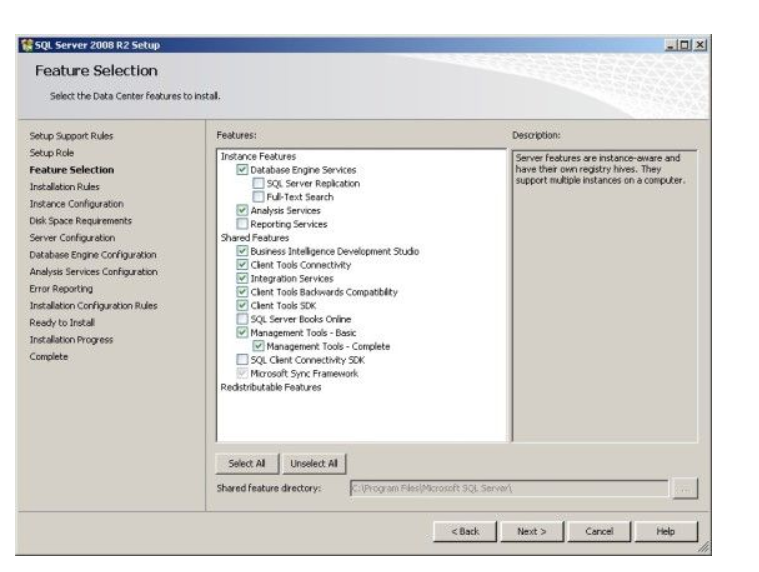 SQL Server 2008 R2 Setup
Feature Selection
Select the Data Center features to install.
Setup Support Rules
Setup Role
Feature Selection
Installation Rules
Instance Configuration
Disk Space Requirements
Server Configuration
Database Engine Configuration
Analysis Services Configuration
Error Reporting
Installation Configuration Rules
Ready to Install
Installation Progress
Complete
Features:
Instance Features
Database Engine Services
SQL Server Replication
Full-Text Search
Analysis Services
Reporting Services
Shared Features
Business Intelligence Development Studio
Client Tools Connectivity
Integration Services
Client Tools Backwards Compatibility
Client Tools SDK
SQL Server Books Online
Management Tools - Basic
Management Tools - Complete
SQL Client Connectivity SDK
Microsoft Sync Framework
Redistributable Features
Description:
Server features are instance-aware and
have their own registry hives. They
support multiple instances on a computer.
Select All
Unselect All
Shared feature directory:
C:\Program Files\Microsoft SQL Server\
...
< Back
Next >
Cancel
Help